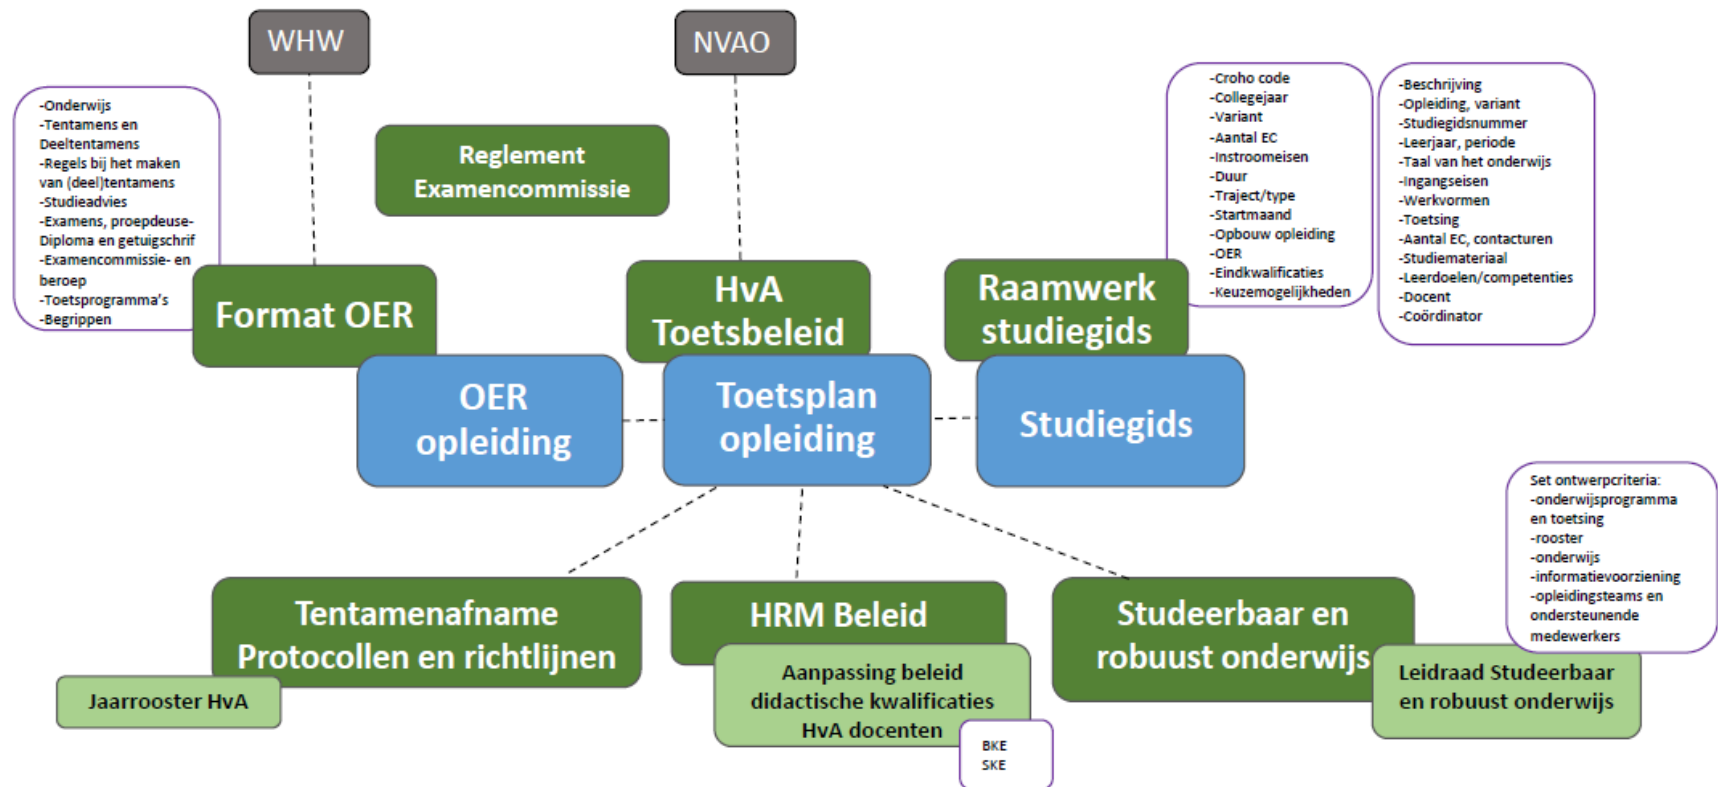 WHW
NVAO
-Onderwijs
-Tentamens en
Deeltentamens
-Regels bij het maken
van (deel)tentamens
-Studieadvies
-Examens, proepdeuse-
Diploma en getuigschrif
-Examencommissie- en
beroep
-Toetsprogramma's
-Begrippen
Reglement
Examencommissie
-Croho code
-Collegejaar
-Variant
-Aantal EC
-Instroomeisen
-Duur
-Traject/type
-Startmaand
-Opbouw opleiding
-OER
-Eindkwalificaties
-Keuzemogelijkheden
-Beschrijving
-Opleiding, variant
-Studiegidsnummer
-Leerjaar, periode
-Taal van het onderwijs
-Ingangseisen
-Werkvormen
-Toetsing
-Aantal EC, contacturen
-Studiemateriaal
-Leerdoelen/competenties
-Docent
-Coördinator
Format OER
HvA
Toetsbeleid
Raamwerk
studiegids
OER
opleiding
Toetsplan
opleiding
Studiegids
Set ontwerpcriteria:
-onderwijsprogramma
en toetsing
-rooster
-onderwijs
-informatievoorziening
-opleidingsteams en
ondersteunende
medewerkers
Tentamenafname
Protocollen en richtlijnen
Jaarrooster HvA
HRM Beleid
Aanpassing beleid
didactische kwalificaties
HvA docenten
BKE
SKE
Studeerbaar en
robuust onderwijs
Leidraad Studeerbaar
en robuust onderwijs